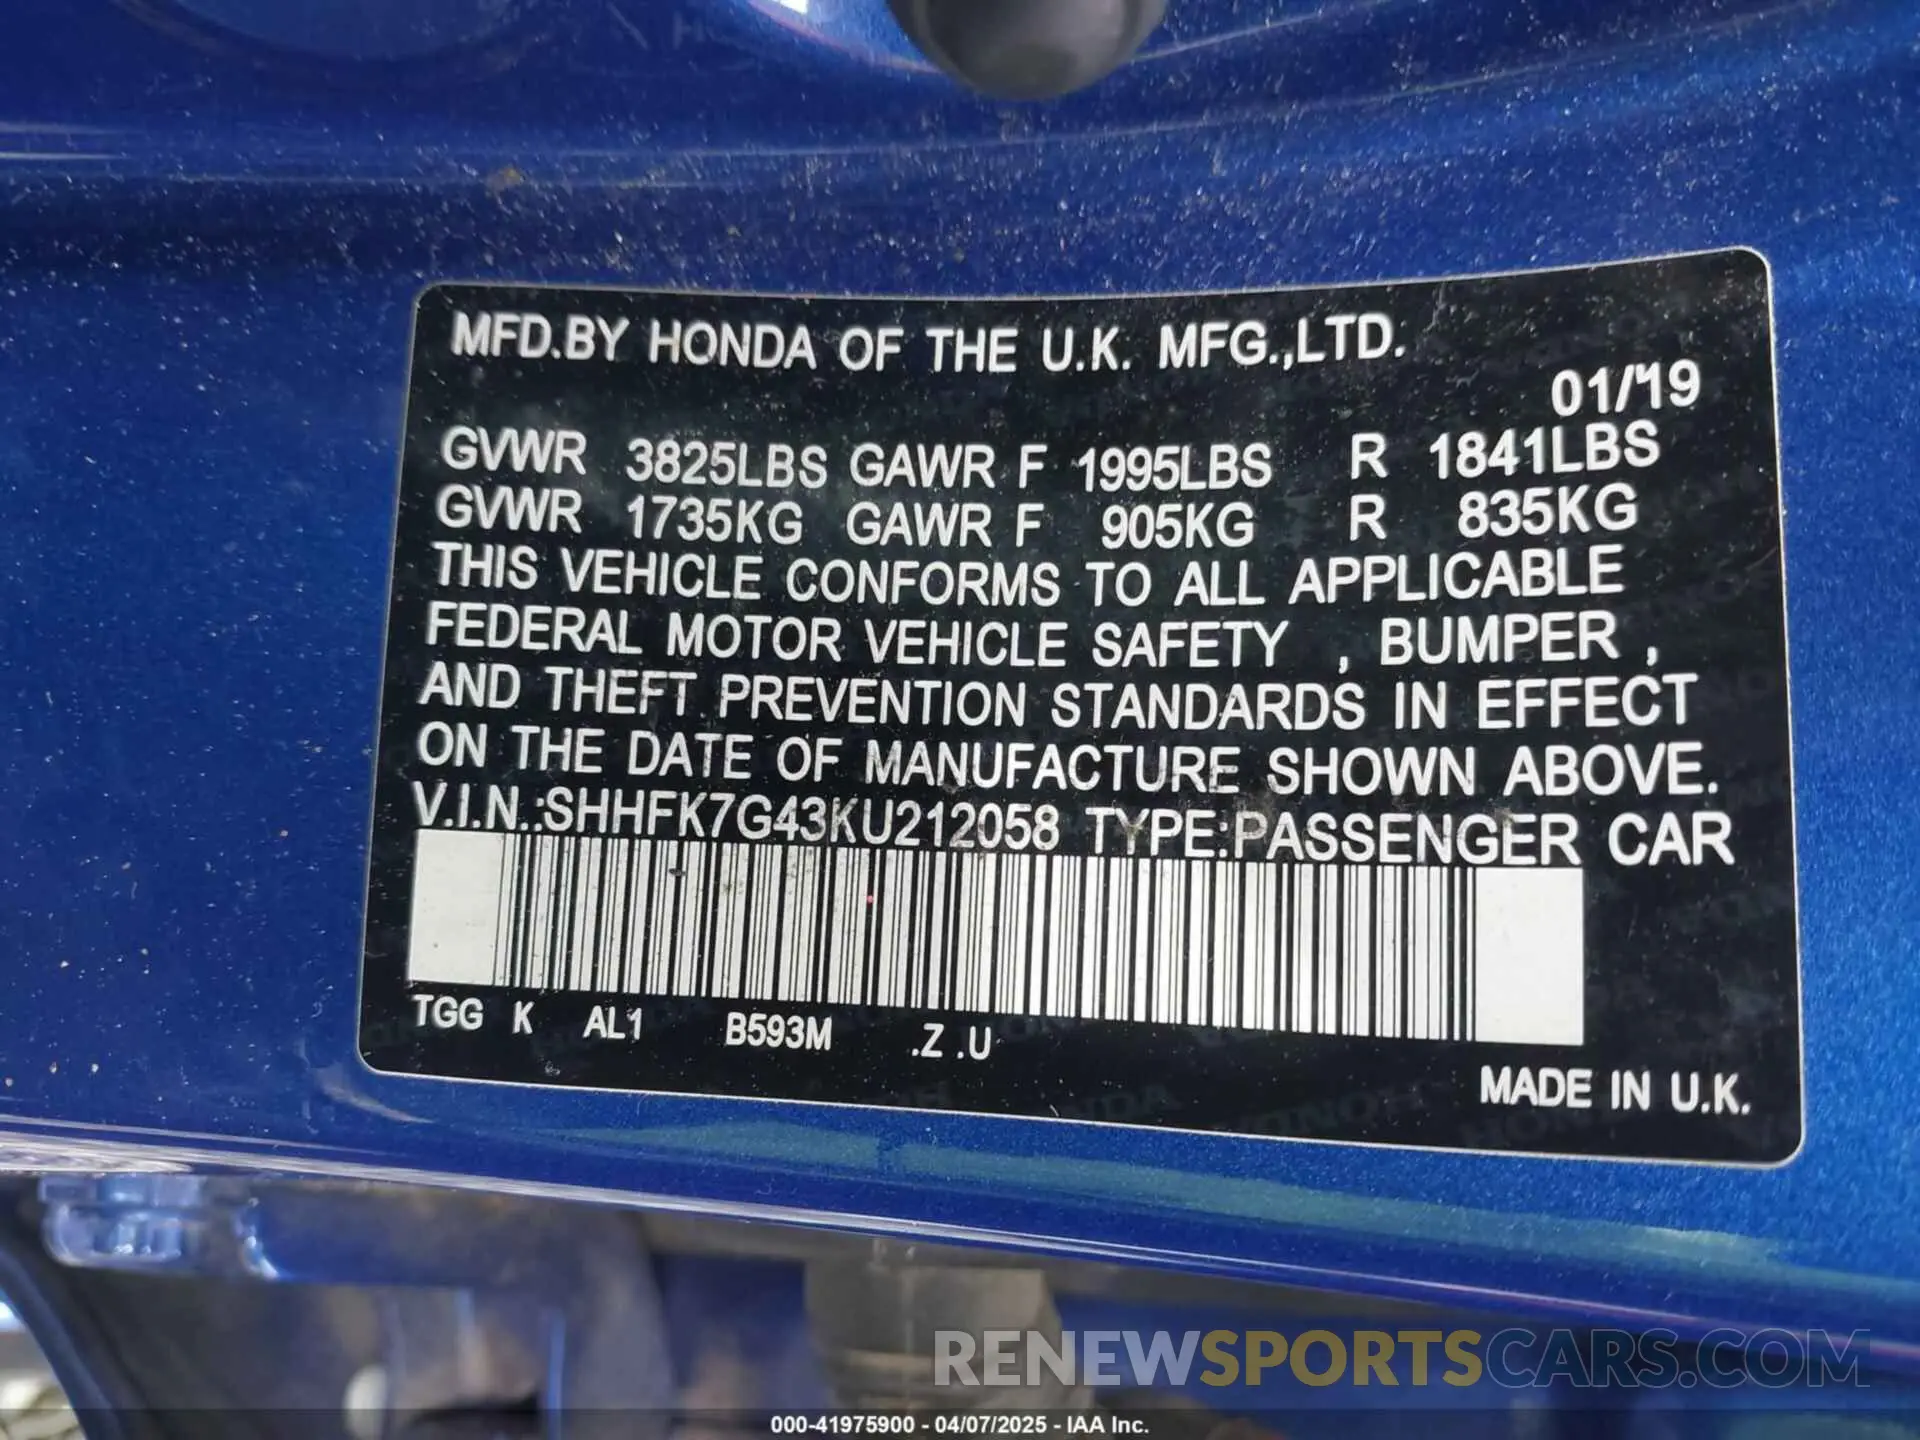 MFD.BY HONDA OF THE U.K. MFG.,LTD.
01/'19
GVWR 3825LBS GAWR F 1995LBS R 1841LBS
GVWR 1735KG GAWR F 905KG R 835KG
THIS VEHICLE CONFORMS TO ALL APPLICABLE
FEDERAL MOTOR VEHICLE SAFETY , BUMPER ,
AND THEFT PREVENTION STANDARDS IN EFFECT
ON THE DATE OF MANUFACTURE SHOWN ABOVE.
V.I.N.:SHHFK7G43KU212058 TYPE:PASSENGER CAR
TGG K AL1 B593M .Z .U
MADE IN U.K.
RENEWSPORTSCARS.COM
000-41975900 - 04/07/2025 - IAA Inc.